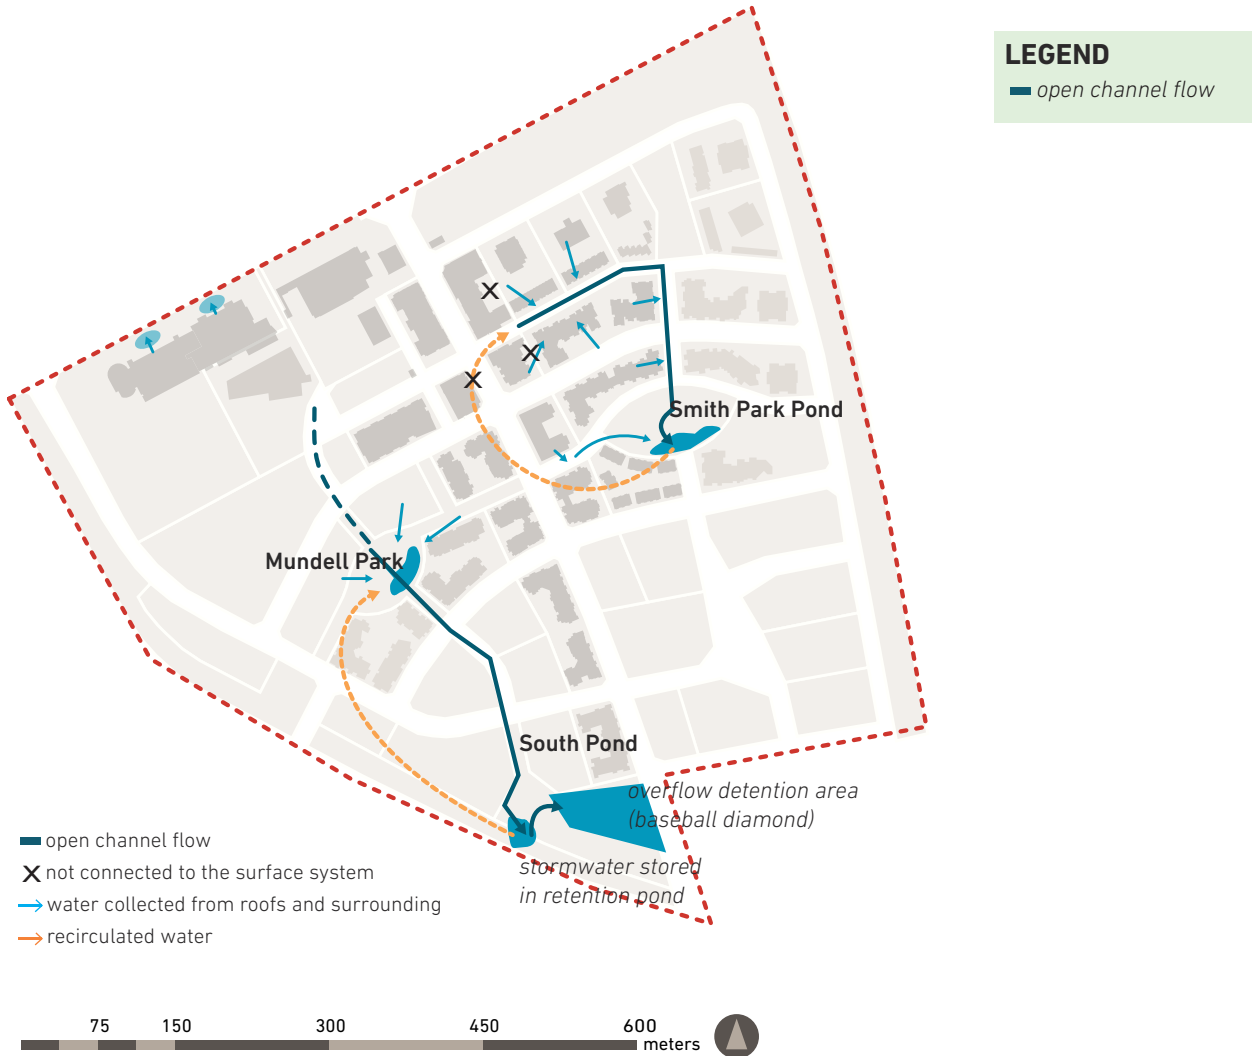 LEGEND
open channel flow
Smith Park Pond
Mundell Park
South Pond
overflow detention area
(baseball diamond)
stormwater stored
in retention pond
open channel flow
X not connected to the surface system
water collected from roofs and surrounding
recirculated water
75 150 300 450 600
meters